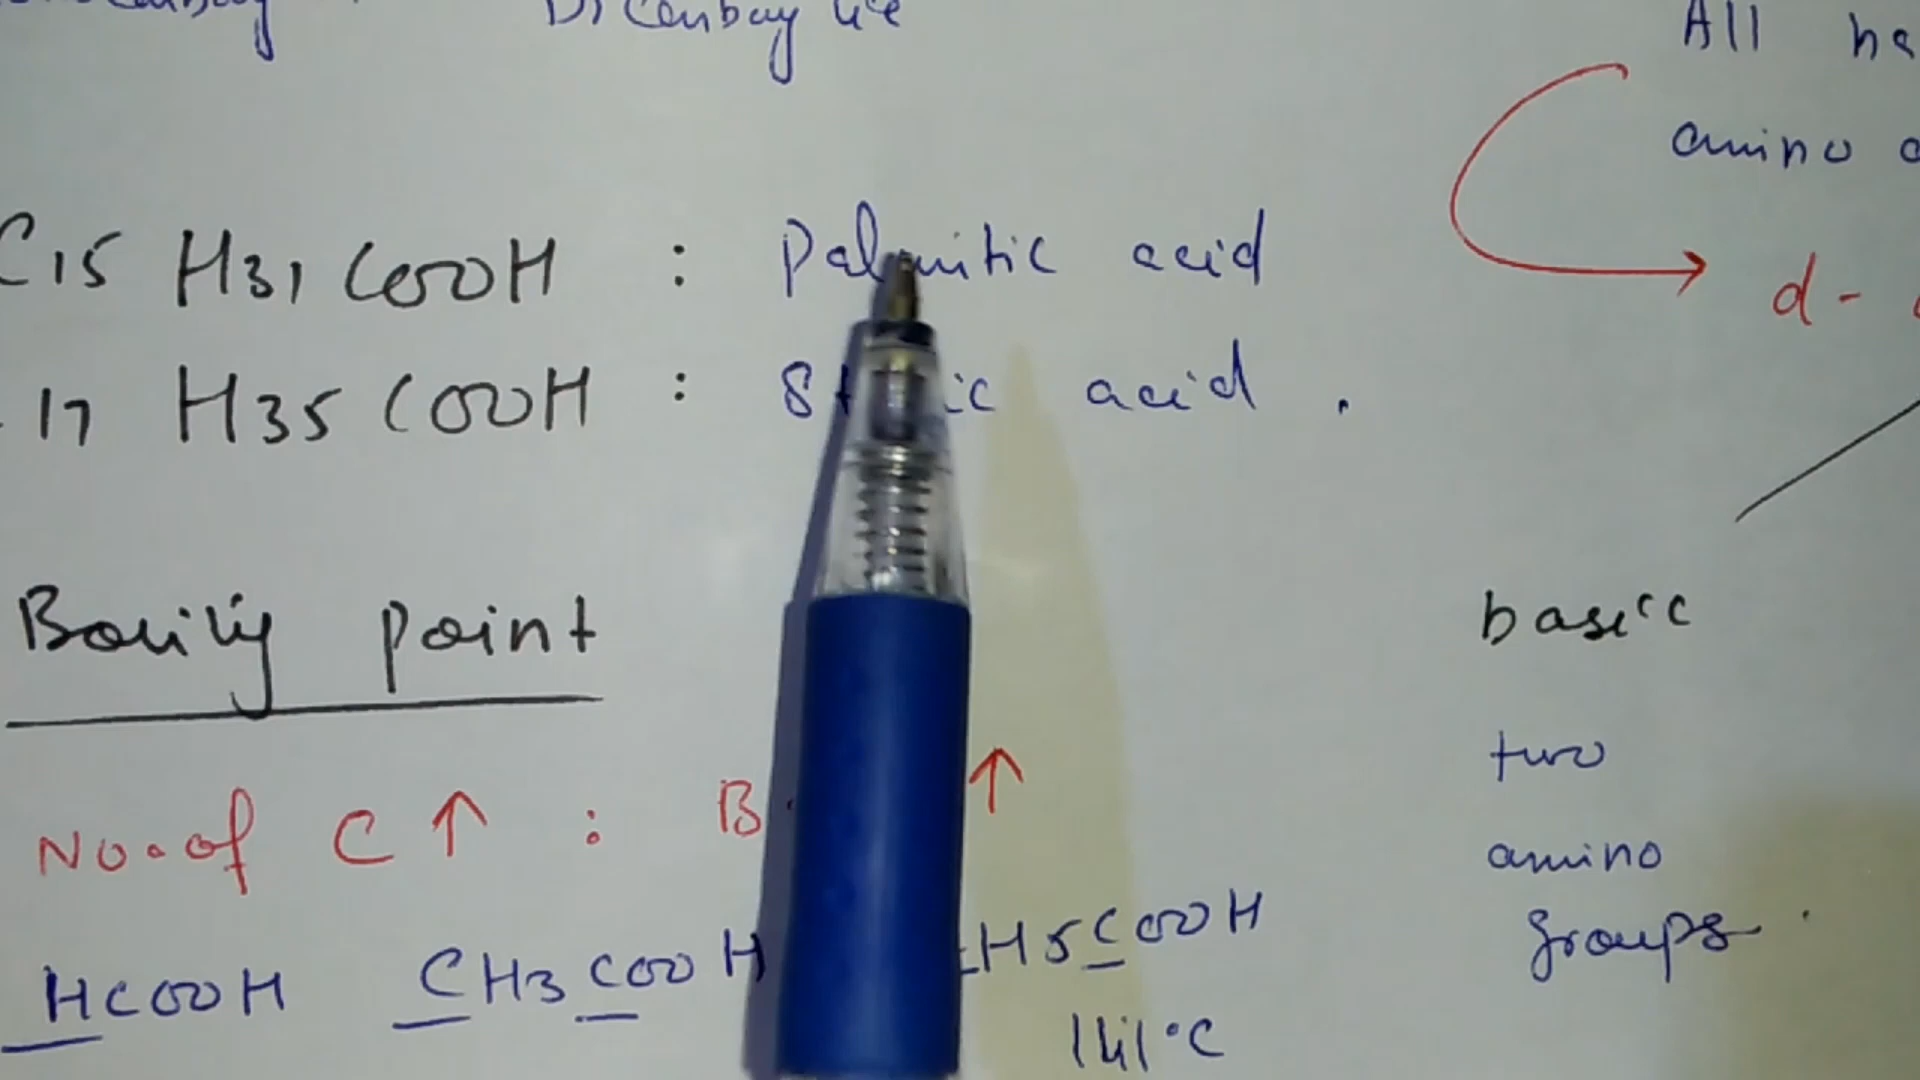 All
amino
C15 H31 COOH : Palmitic acid
d-
17 H35 COOH : acid .
Boiling point
basic
two
No. of C ↑ : B ↑
amino
groups.
HCOOH CH3COOH H5COOH
141°C